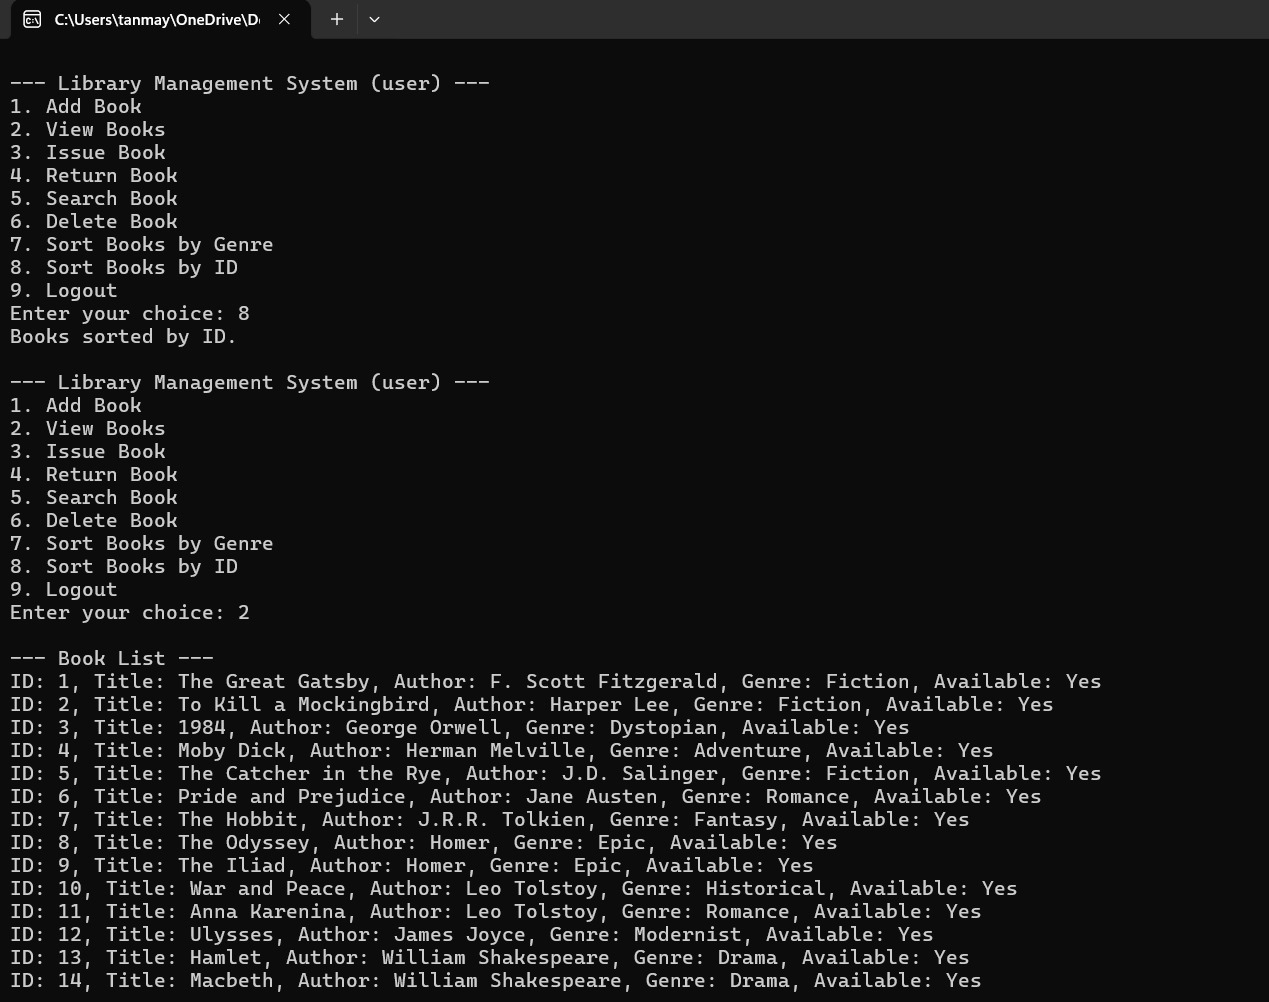 C:\Users\tanmay\OneDrive\D
--- Library Management System (user) ---
1. Add Book
2. View Books
3. Issue Book
4. Return Book
5. Search Book
6. Delete Book
7. Sort Books by Genre
8. Sort Books by ID
9. Logout
Enter your choice: 8
Books sorted by ID.
--- Library Management System (user) ---
1. Add Book
2. View Books
3. Issue Book
4. Return Book
5. Search Book
6. Delete Book
7. Sort Books by Genre
8. Sort Books by ID
9. Logout
Enter your choice: 2
--- Book List ---
ID: 1, Title: The Great Gatsby, Author: F. Scott Fitzgerald, Genre: Fiction, Available: Yes
ID: 2, Title: To Kill a Mockingbird, Author: Harper Lee, Genre: Fiction, Available: Yes
ID: 3, Title: 1984, Author: George Orwell, Genre: Dystopian, Available: Yes
ID: 4, Title: Moby Dick, Author: Herman Melville, Genre: Adventure, Available: Yes
ID: 5, Title: The Catcher in the Rye, Author: J.D. Salinger, Genre: Fiction, Available: Yes
ID: 6, Title: Pride and Prejudice, Author: Jane Austen, Genre: Romance, Available: Yes
ID: 7, Title: The Hobbit, Author: J.R.R. Tolkien, Genre: Fantasy, Available: Yes
ID: 8, Title: The Odyssey, Author: Homer, Genre: Epic, Available: Yes
ID: 9, Title: The Iliad, Author: Homer, Genre: Epic, Available: Yes
ID: 10, Title: War and Peace, Author: Leo Tolstoy, Genre: Historical, Available: Yes
ID: 11, Title: Anna Karenina, Author: Leo Tolstoy, Genre: Romance, Available: Yes
ID: 12, Title: Ulysses, Author: James Joyce, Genre: Modernist, Available: Yes
ID: 13, Title: Hamlet, Author: William Shakespeare, Genre: Drama, Available: Yes
ID: 14, Title: Macbeth, Author: William Shakespeare, Genre: Drama, Available: Yes